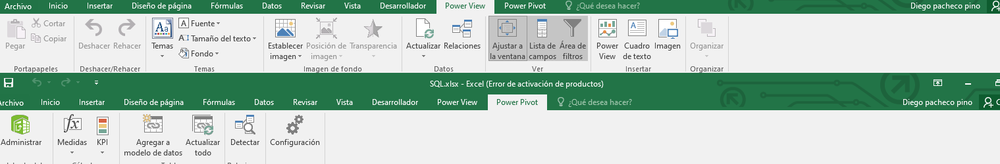 Archivo Inicio Insertar Diseño de página Fórmulas Datos Revisar Vista Desarrollador Power View Power Pivot ¿Qué desea hacer? Diego pacheco pino
Pegar Cortar Copiar Deshacer Rehacer Temas Fuente Tamaño del texto Fondo Establecer imagen Posición de imagen Transparencia Actualizar Relaciones Ajustar a la ventana Lista de campos Área de filtros Power View Cuadro de texto Imagen Organizar
Portapapeles Deshacer/Rehacer Temas Imagen de fondo Datos Ver Insertar Organizar
SQL.xlsx - Excel (Error de activación de productos)
Archivo Inicio Insertar Diseño de página Fórmulas Datos Revisar Vista Desarrollador Power View Power Pivot ¿Qué desea hacer? Diego pacheco pino
Administrar Medidas KPI Agregar a modelo de datos Actualizar todo Detectar Configuración